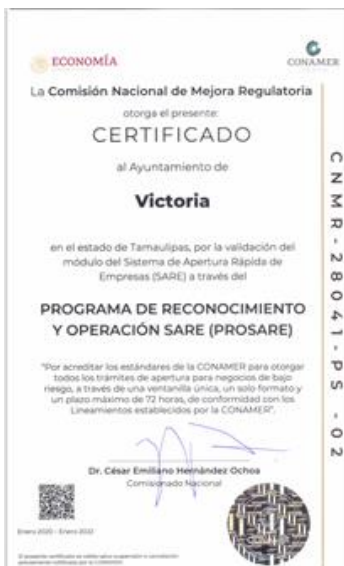 ECONOMÍA
CONAMER
La Comisión Nacional de Mejora Regulatoria
otorga el presente:
CERTIFICADO
al Ayuntamiento de
Victoria
en el estado de Tamaulipas, por la validación del
módulo del Sistema de Apertura Rápida de
Empresas (SARE) a través del
PROGRAMA DE RECONOCIMIENTO
Y OPERACIÓN SARE (PROSARE)
"Por acreditar los estándares de la CONAMER para otorgar
todos los trámites de apertura para negocios de bajo
riesgo, a través de una ventanilla única, un solo formato y
un plazo máximo de 72 horas, de conformidad con los
Lineamientos establecidos por la CONAMER".
Dr. César Emiliano Hernández Ochoa
Comisionado Nacional
Enero 2020 - Enero 2022
CNMR-28041-PS-02